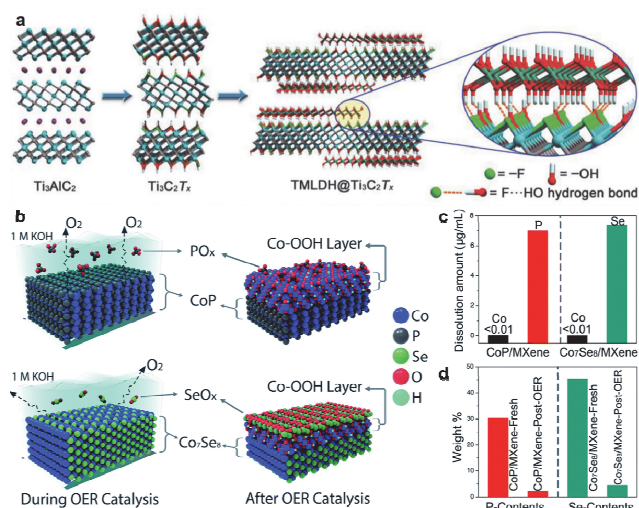 a
Ti₃AlC₂
Ti₃C₂Tₓ
TMLDH@Ti₃C₂Tₓ
= –F
= –OH
= F···HO hydrogen bond
b
1 M KOH
O₂
O₂
POx
CoP
Co-OOH Layer
Co
P
Se
O
H
1 M KOH
O₂
SeOx
Co₇Se₈
Co-OOH Layer
During OER Catalysis
After OER Catalysis
c
Dissolution amount (μg/mL)
8
6
4
2
0
Co
<0.01
P
Co
<0.01
Se
CoP/MXene
Co₇Se₈/MXene
d
Weight %
50
40
30
20
10
0
CoP/MXene-Fresh
CoP/MXene-Post-OER
Co₇Se₈/MXene-Fresh
Co₇Se₈/MXene-Post-OER
P-Contents
Se-Contents